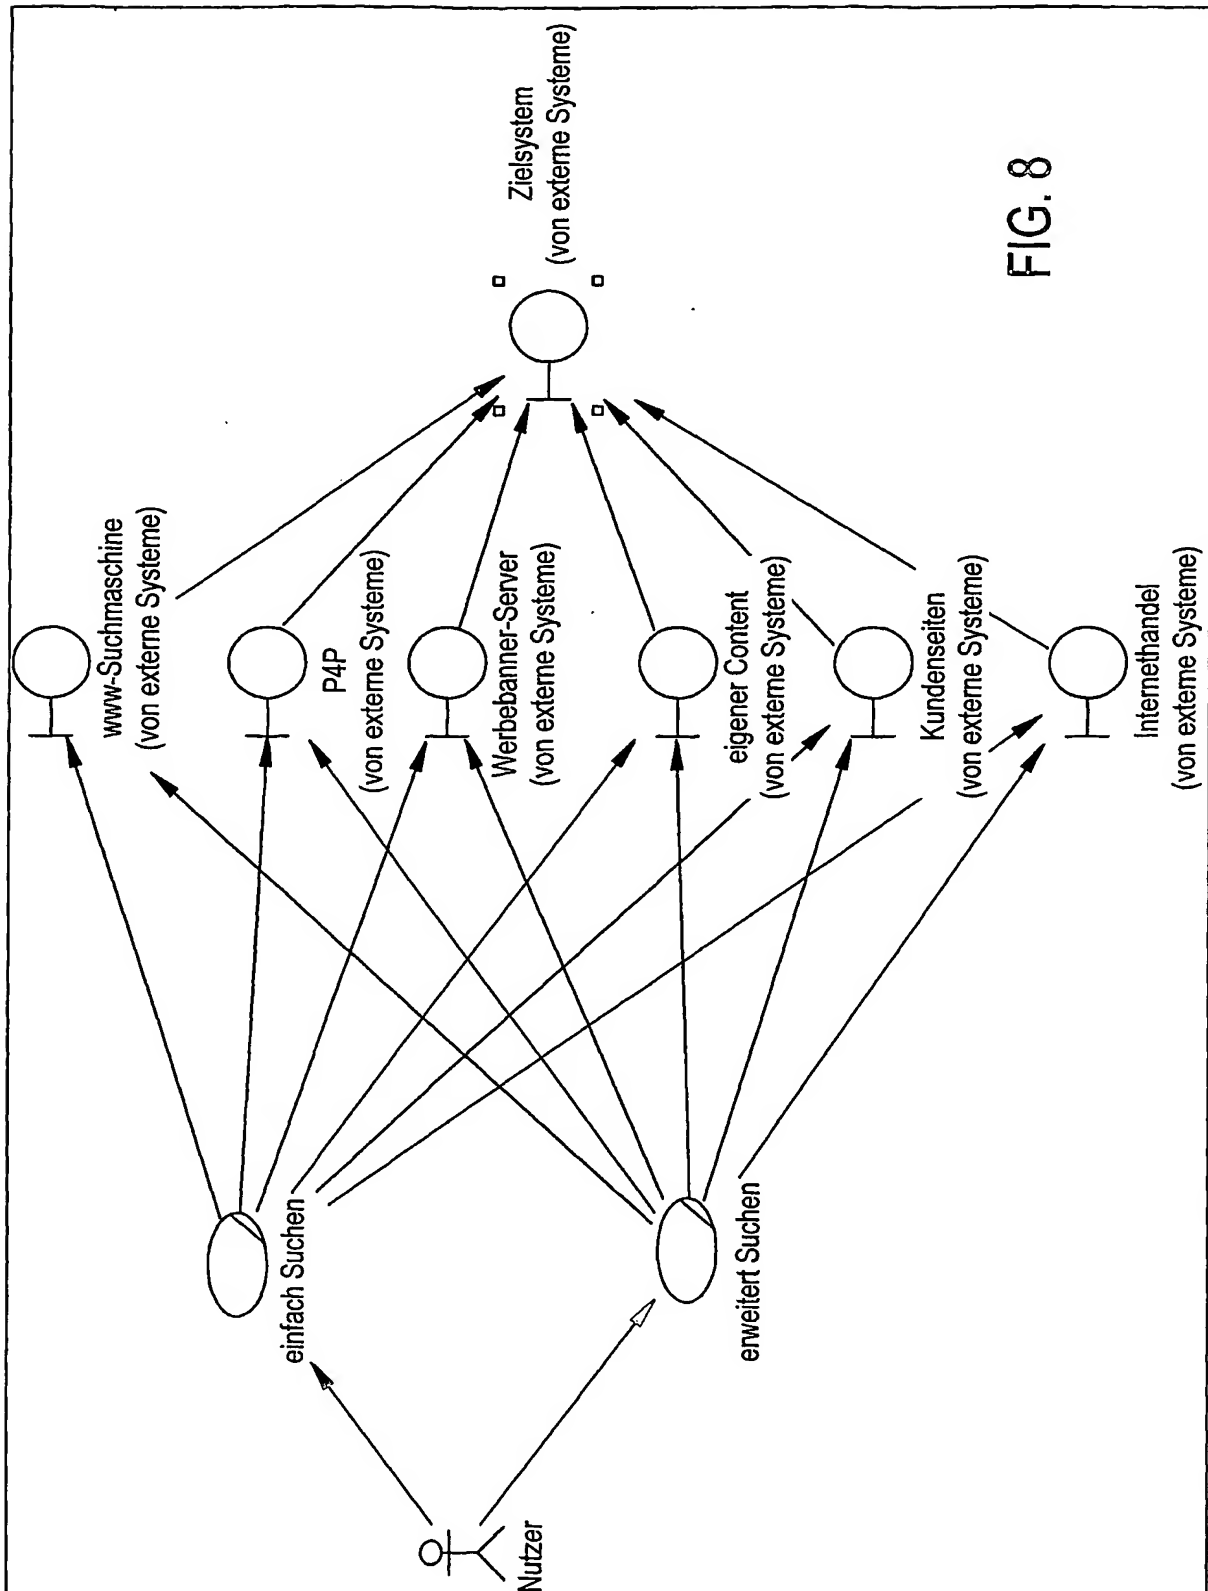 Nutzer
einfach Suchen
erweitert Suchen
www-Suchmaschine
(von externe Systeme)
P4P
(von externe Systeme)
Werbebanner-Server
(von externe Systeme)
eigener Content
(von externe Systeme)
Kundenseiten
(von externe Systeme)
Internethandel
(von externe Systeme)
Zielsystem
(von externe Systeme)
FIG. 8